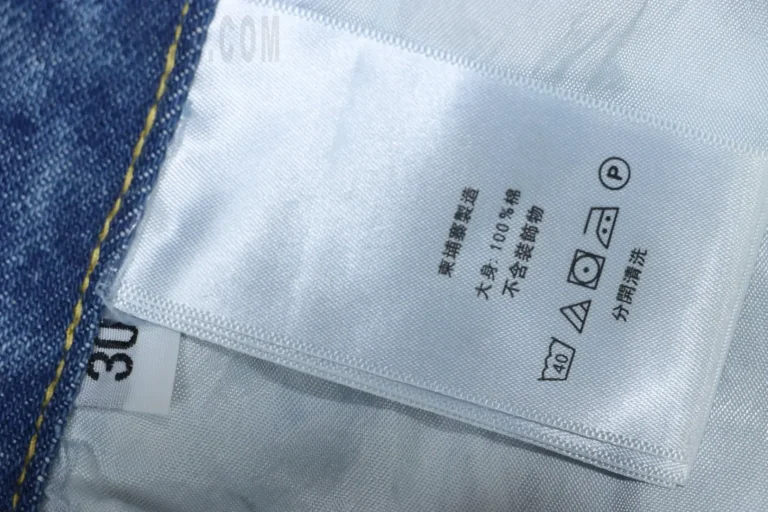 柬埔寨製造
大身: 100%棉
不含裝飾物
40
P
分開清洗
30
.COM